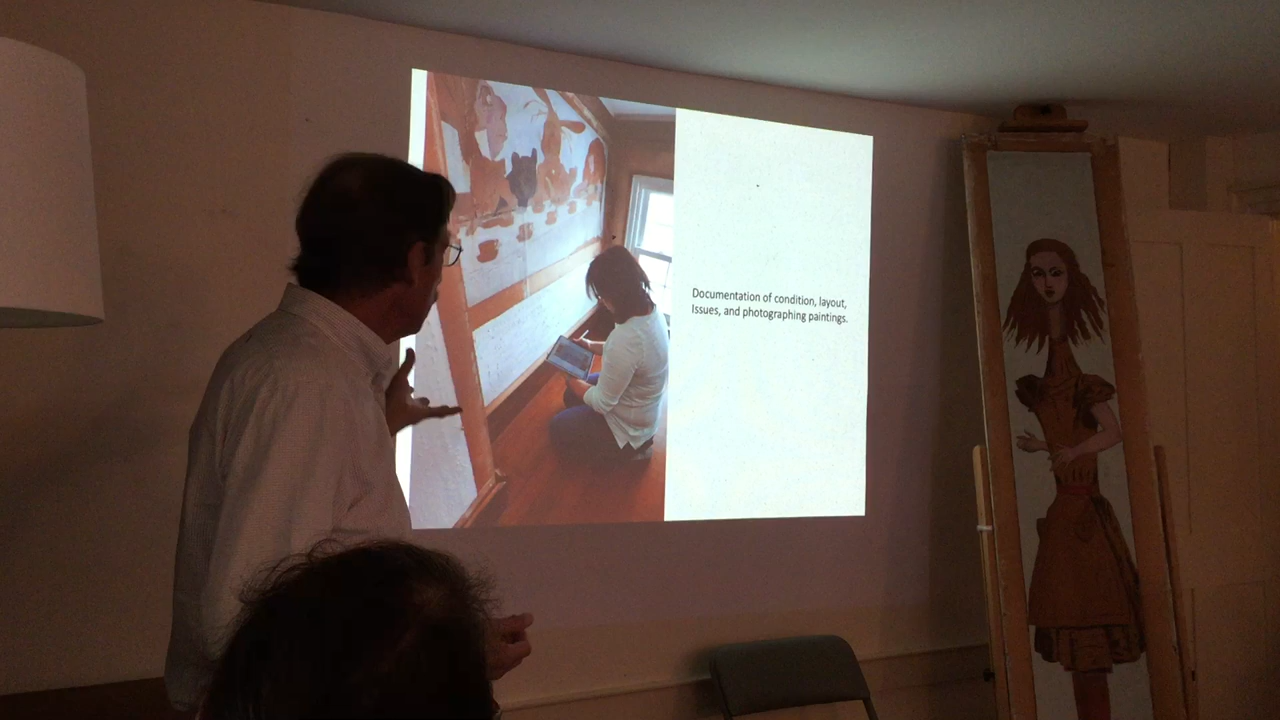 Documentation of condition, layout,
Issues, and photographing paintings.